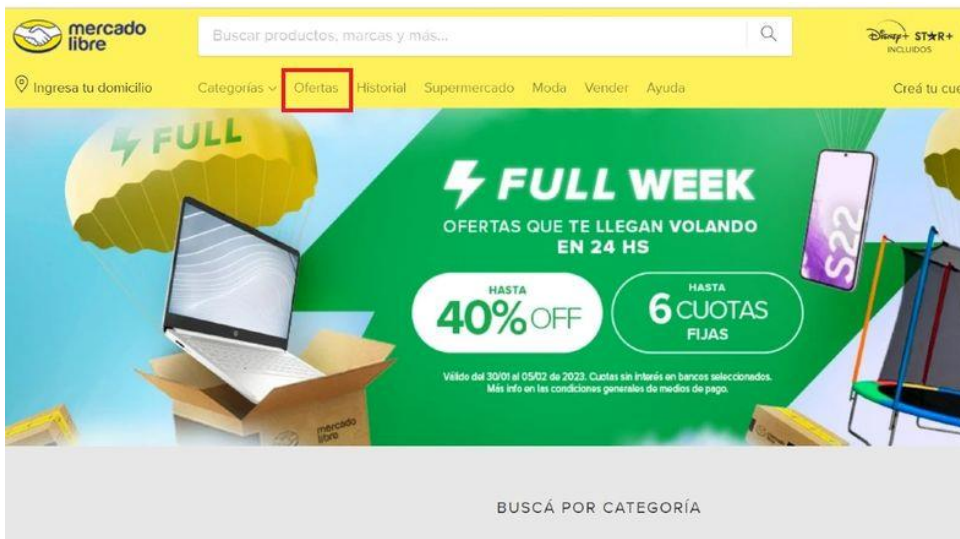 mercado
libre
Buscar productos, marcas y más...
Disney+ STAR+
INCLUIDOS
Ingresa tu domicilio
Categorías Ofertas Historial Supermercado Moda Vender Ayuda
Creá tu cue
FULL
FULL WEEK
OFERTAS QUE TE LLEGAN VOLANDO
EN 24 HS
S22
HASTA
40% OFF
HASTA
6 CUOTAS
FIJAS
Válido del 30/01 al 05/02 de 2023. Cuotas sin interés en bancos seleccionados.
Más info en las condiciones generales de medios de pago.
mercado
libre
BUSCÁ POR CATEGORÍA